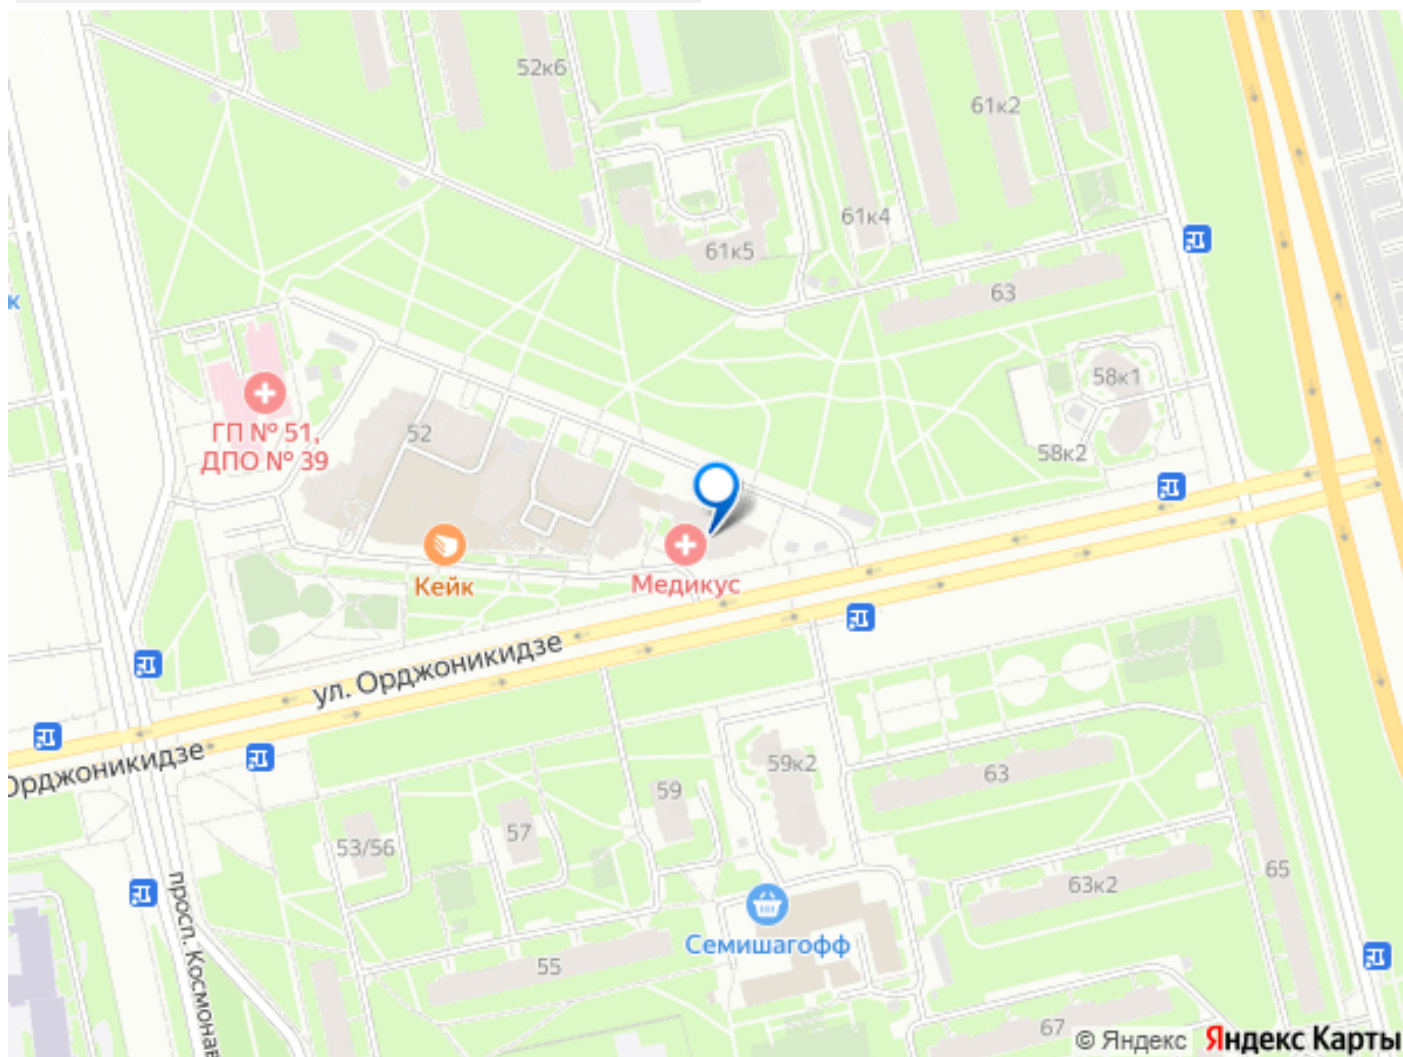 52к6
61к2
61к4
61к5
63
к
58к1
52
ГП № 51,
ДПО № 39
58к2
Кейк
Медикус
ул. Орджоникидзе
Орджоникидзе
59к2
63
59
57
53/56
65
63к2
просп. Космонав
Семишагофф
55
67
© Яндекс
Яндекс Карты